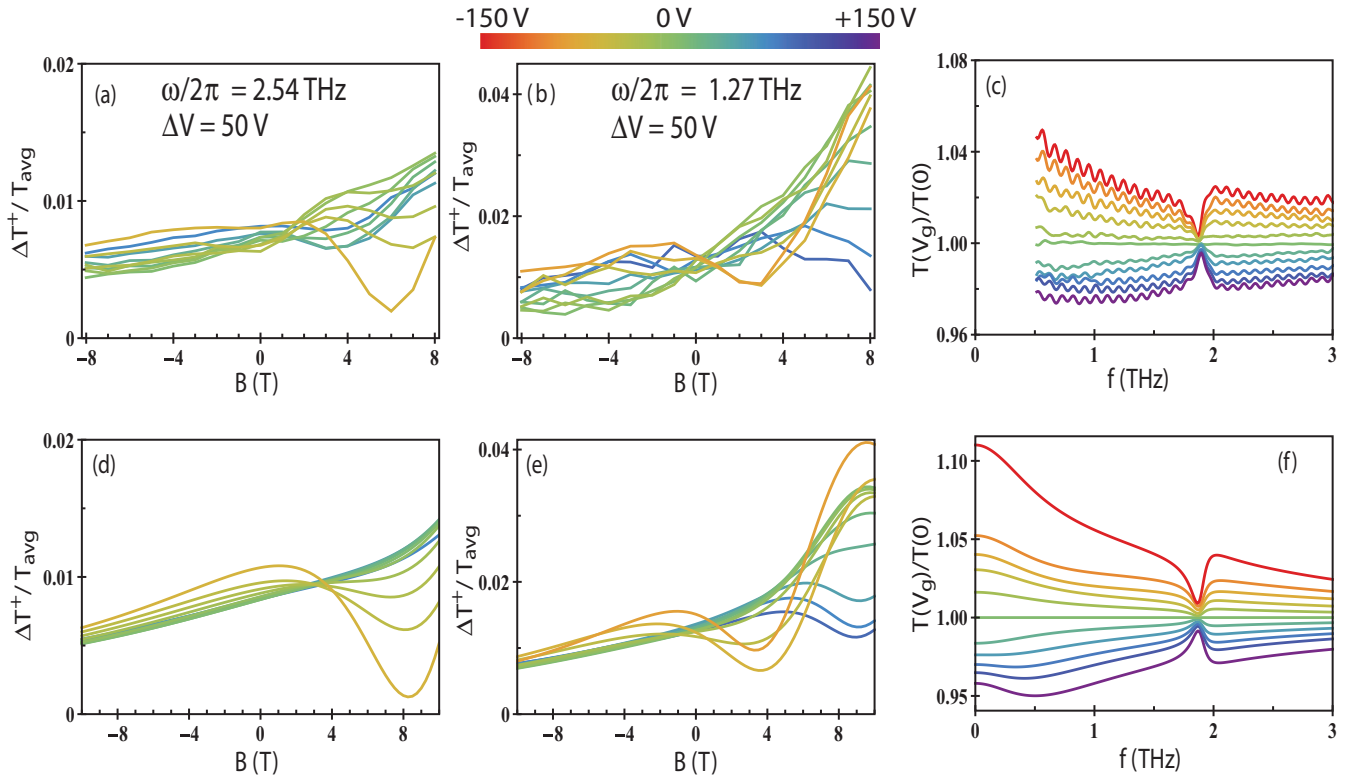 -150 V 0 V +150 V
(a) ω/2π = 2.54 THz
ΔV = 50 V
ΔT⁺/ T_avg
0.02
0.01
0
−8 −4 0 4 8
B (T)
(b) ω/2π = 1.27 THz
ΔV = 50 V
ΔT⁺/ T_avg
0.04
0.02
0
−8 −4 0 4 8
B (T)
(c)
T(V_g)/T(0)
1.08
1.04
1.00
0.96
0 1 2 3
f (THz)
(d)
ΔT⁺/ T_avg
0.02
0.01
0
−8 −4 0 4 8
B (T)
(e)
ΔT⁺/ T_avg
0.04
0.02
0
−8 −4 0 4 8
B (T)
(f)
T(V_g)/T(0)
1.10
1.05
1.00
0.95
0 1 2 3
f (THz)